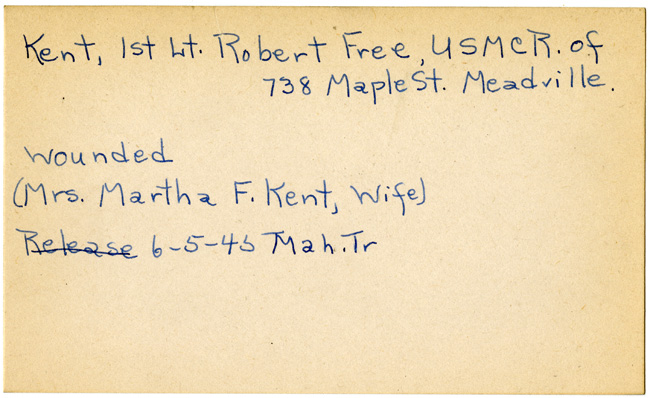 Kent, 1st Lt. Robert Free, USMCR. of
738 Maple St. Meadville.
Wounded
(Mrs. Martha F. Kent, Wife)
Release 6-5-45 Mah. Tr